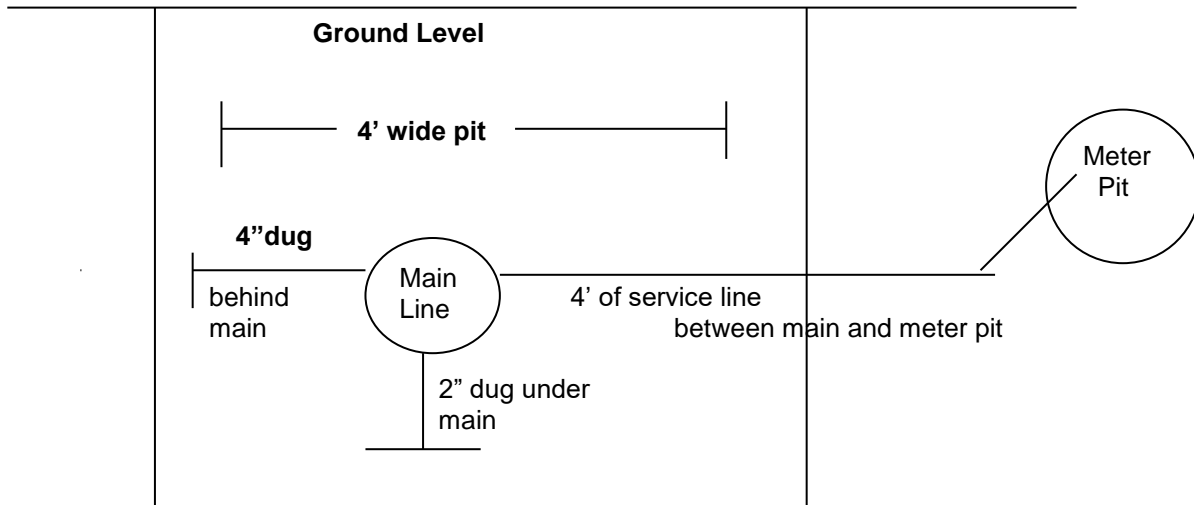 Ground Level
4’ wide pit
Meter
Pit
4”dug
behind
main
Main
Line
4’ of service line
between main and meter pit
2” dug under
main